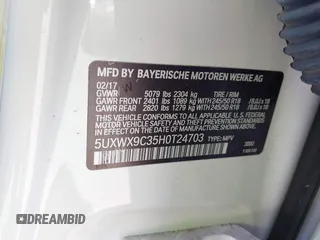 MFD BY BAYERISCHE MOTOREN WERKE AG
02/17
GVWR 5079 lbs 2304 kg TIRE / RIM
GAWR FRONT 2401 lbs 1089 kg WITH 245/50 R18
GAWR REAR 2820 lbs 1279 kg WITH 245/50 R18
THIS VEHICLE CONFORMS TO ALL APPLICABLE
U.S. FEDERAL MOTOR VEHICLE SAFETY
STANDARDS IN EFFECT ON THE DATE OF
MANUFACTURE SHOWN ABOVE.
5UXWX9C35H0T24703 TYPE: MPV
DREAMBID